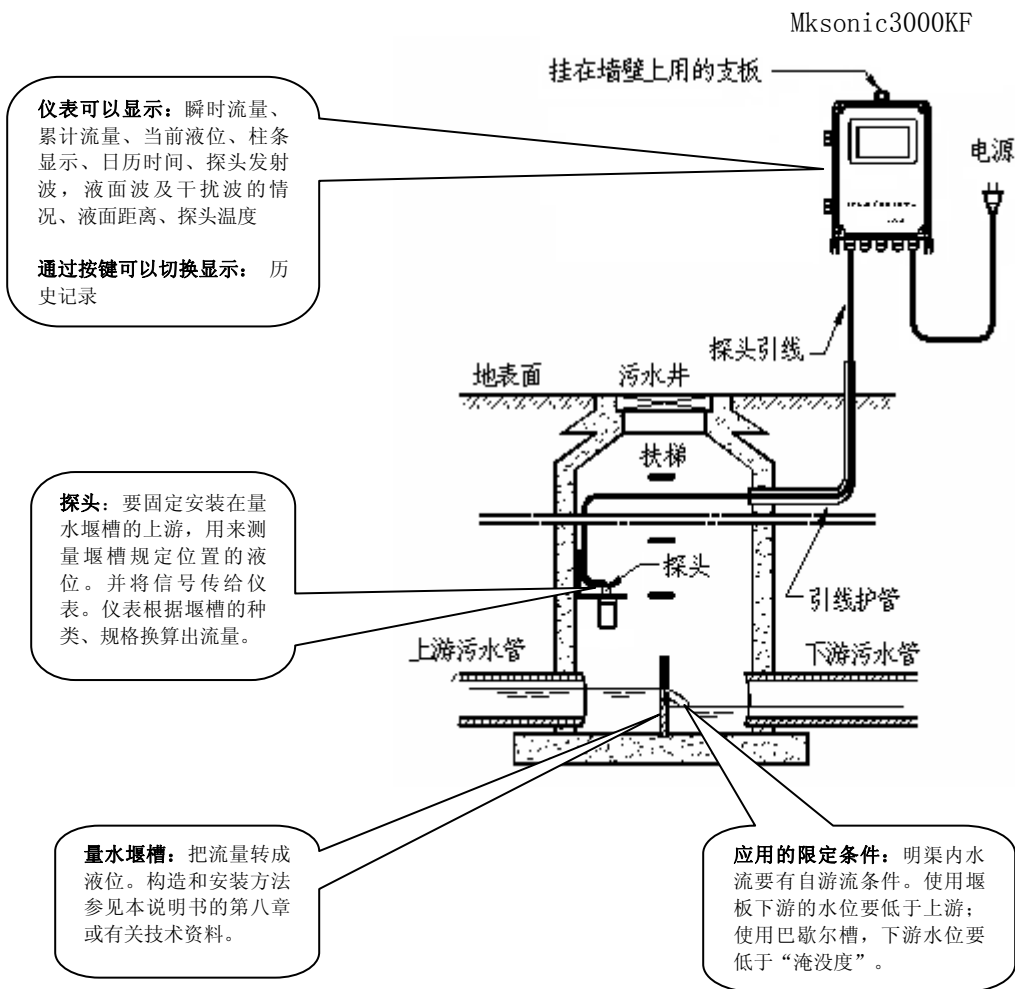 Mksonic3000KF
挂在墙壁上用的支板
仪表可以显示：瞬时流量、
累计流量、当前液位、柱条
显示、日历时间、探头发射
波，液面波及干扰波的情
况、液面距离、探头温度
通过按键可以切换显示： 历
史记录
电源
探头引线
地表面
污水井
扶梯
探头：要固定安装在量
水堰槽的上游，用来测
量堰槽规定位置的液
位。并将信号传给仪
表。仪表根据堰槽的种
类、规格换算出流量。
探头
引线护管
上游污水管
下游污水管
量水堰槽：把流量转成
液位。构造和安装方法
参见本说明书的第八章
或有关技术资料。
应用的限定条件：明渠内水
流要有自游流条件。使用堰
板下游的水位要低于上游；
使用巴歇尔槽，下游水位要
低于“淹没度”。